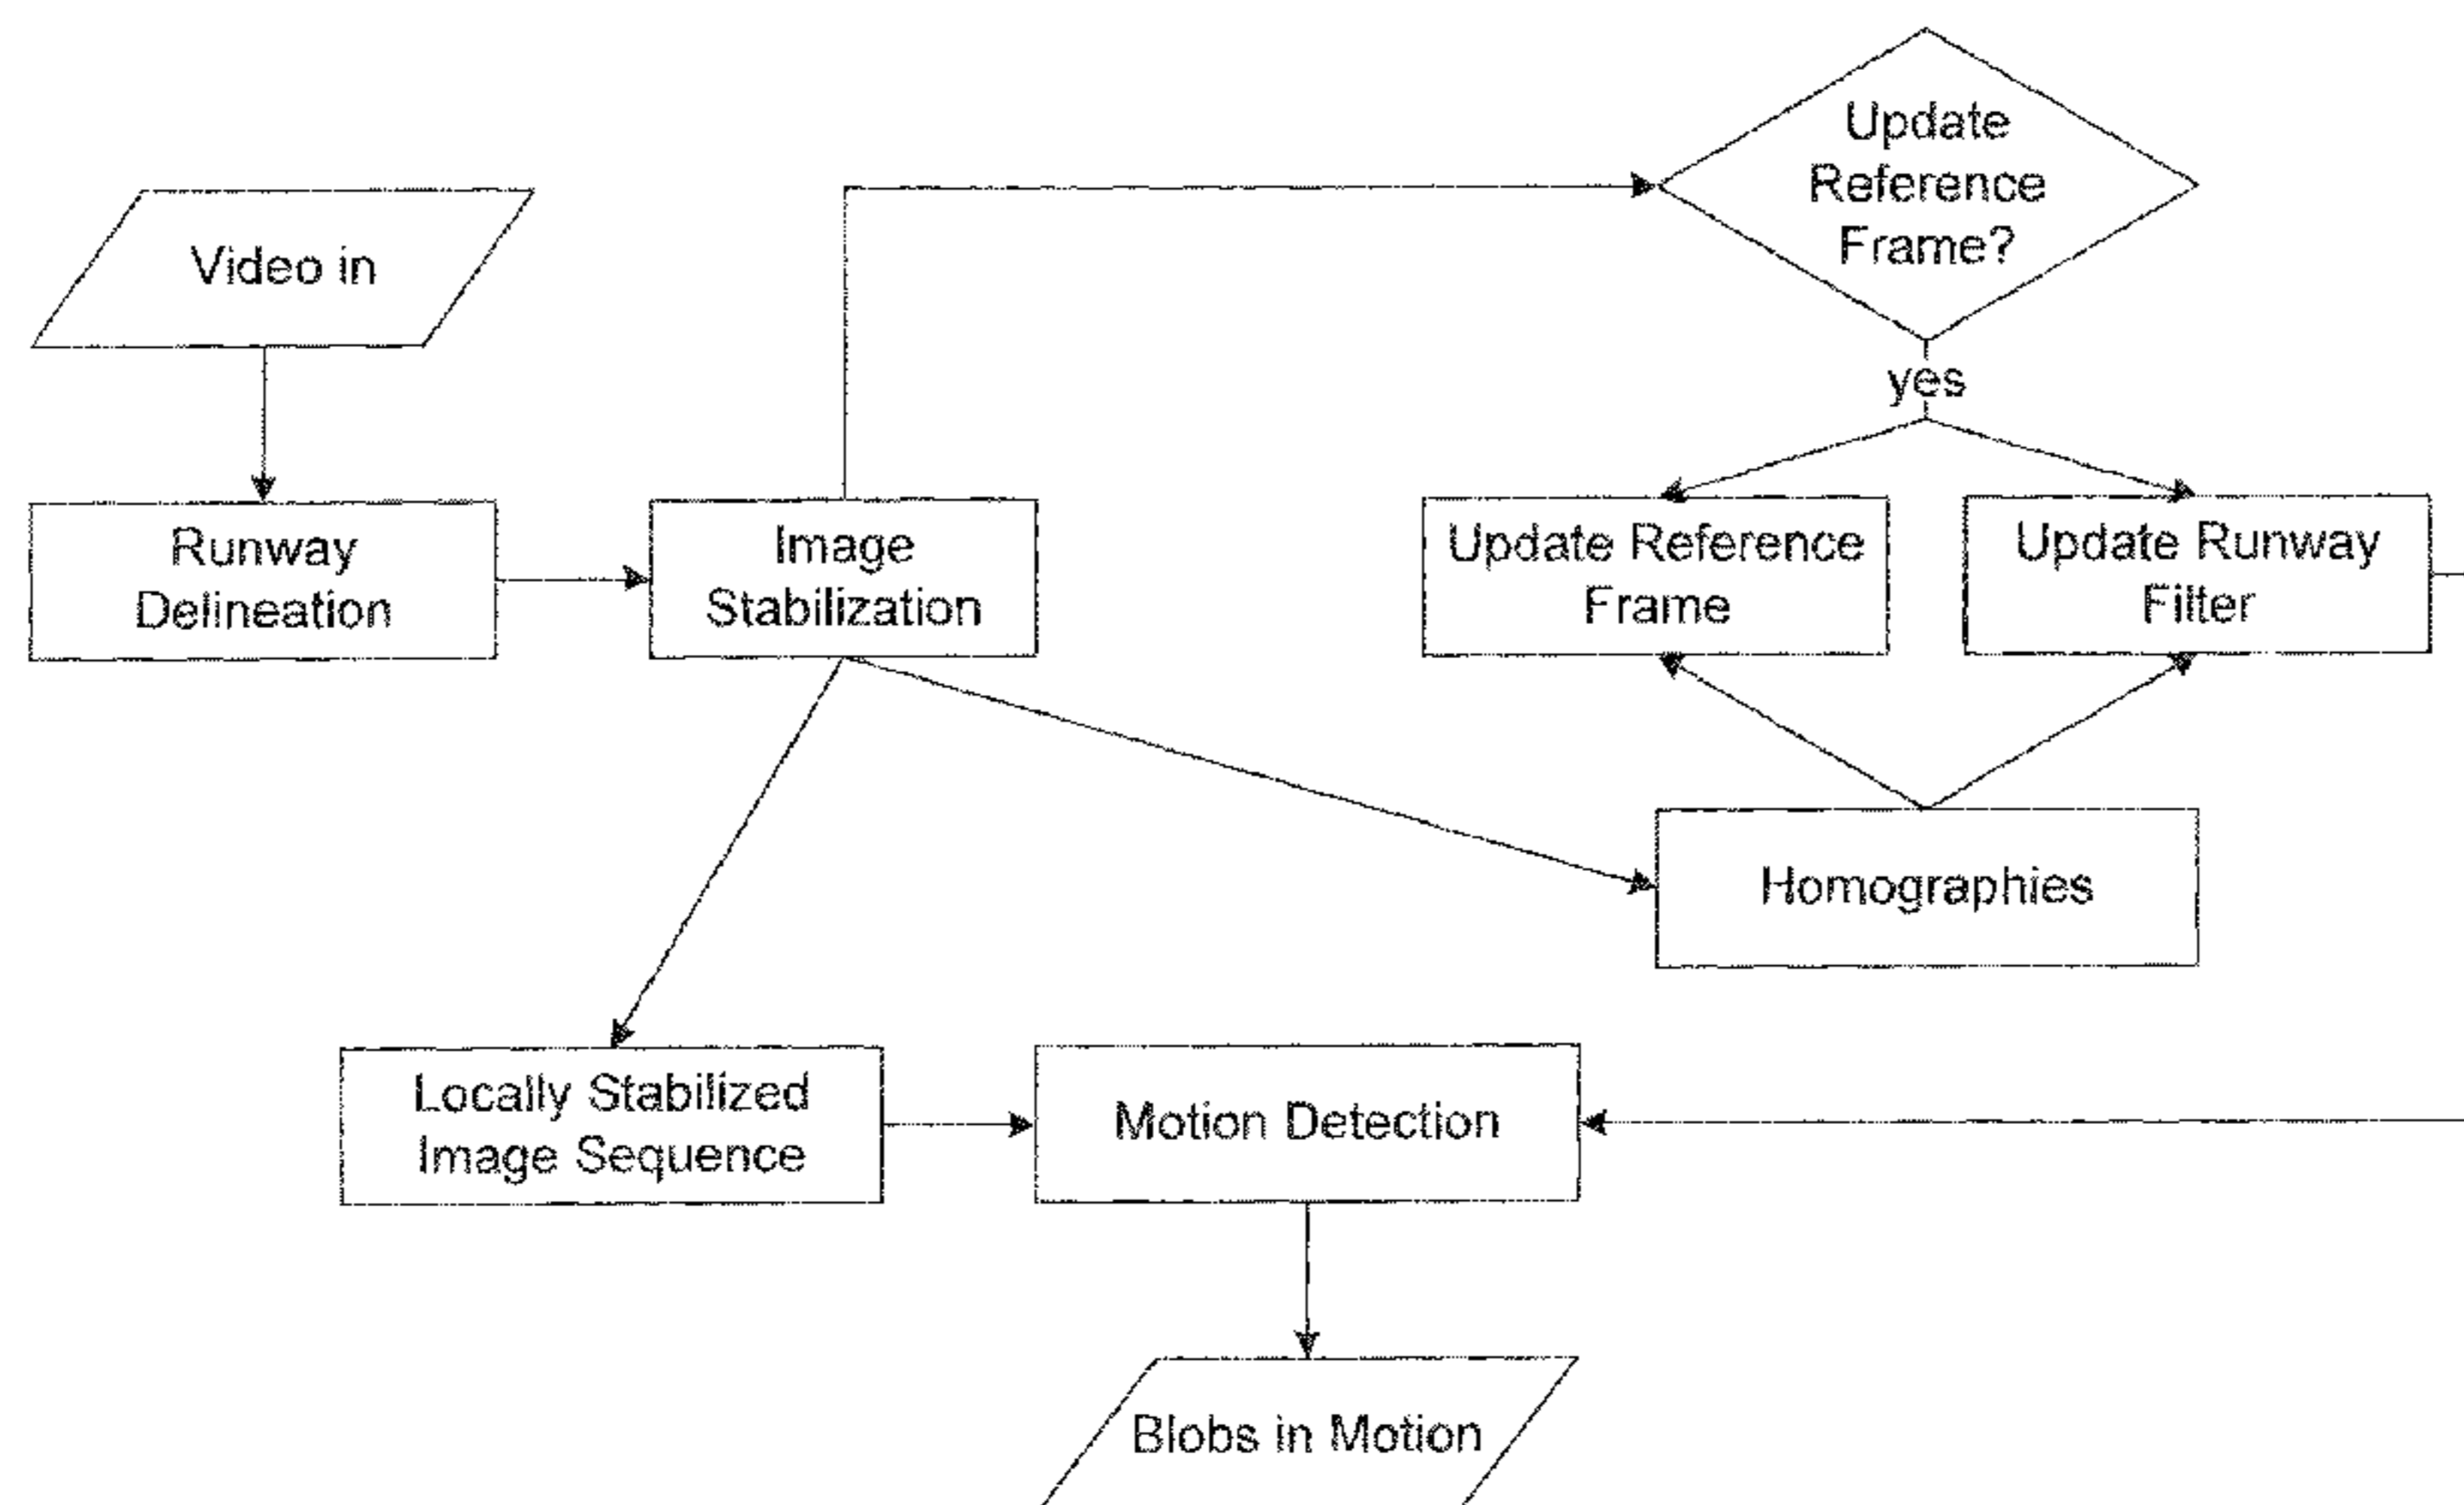 Update
Reference
Frame?
Video in
yes
Runway
Delineation
Image
Stabilization
Update Reference
Frame
Update Runway
Filter
Homographies
Locally Stabilized
Image Sequence
Motion Detection
Blobs in Motion